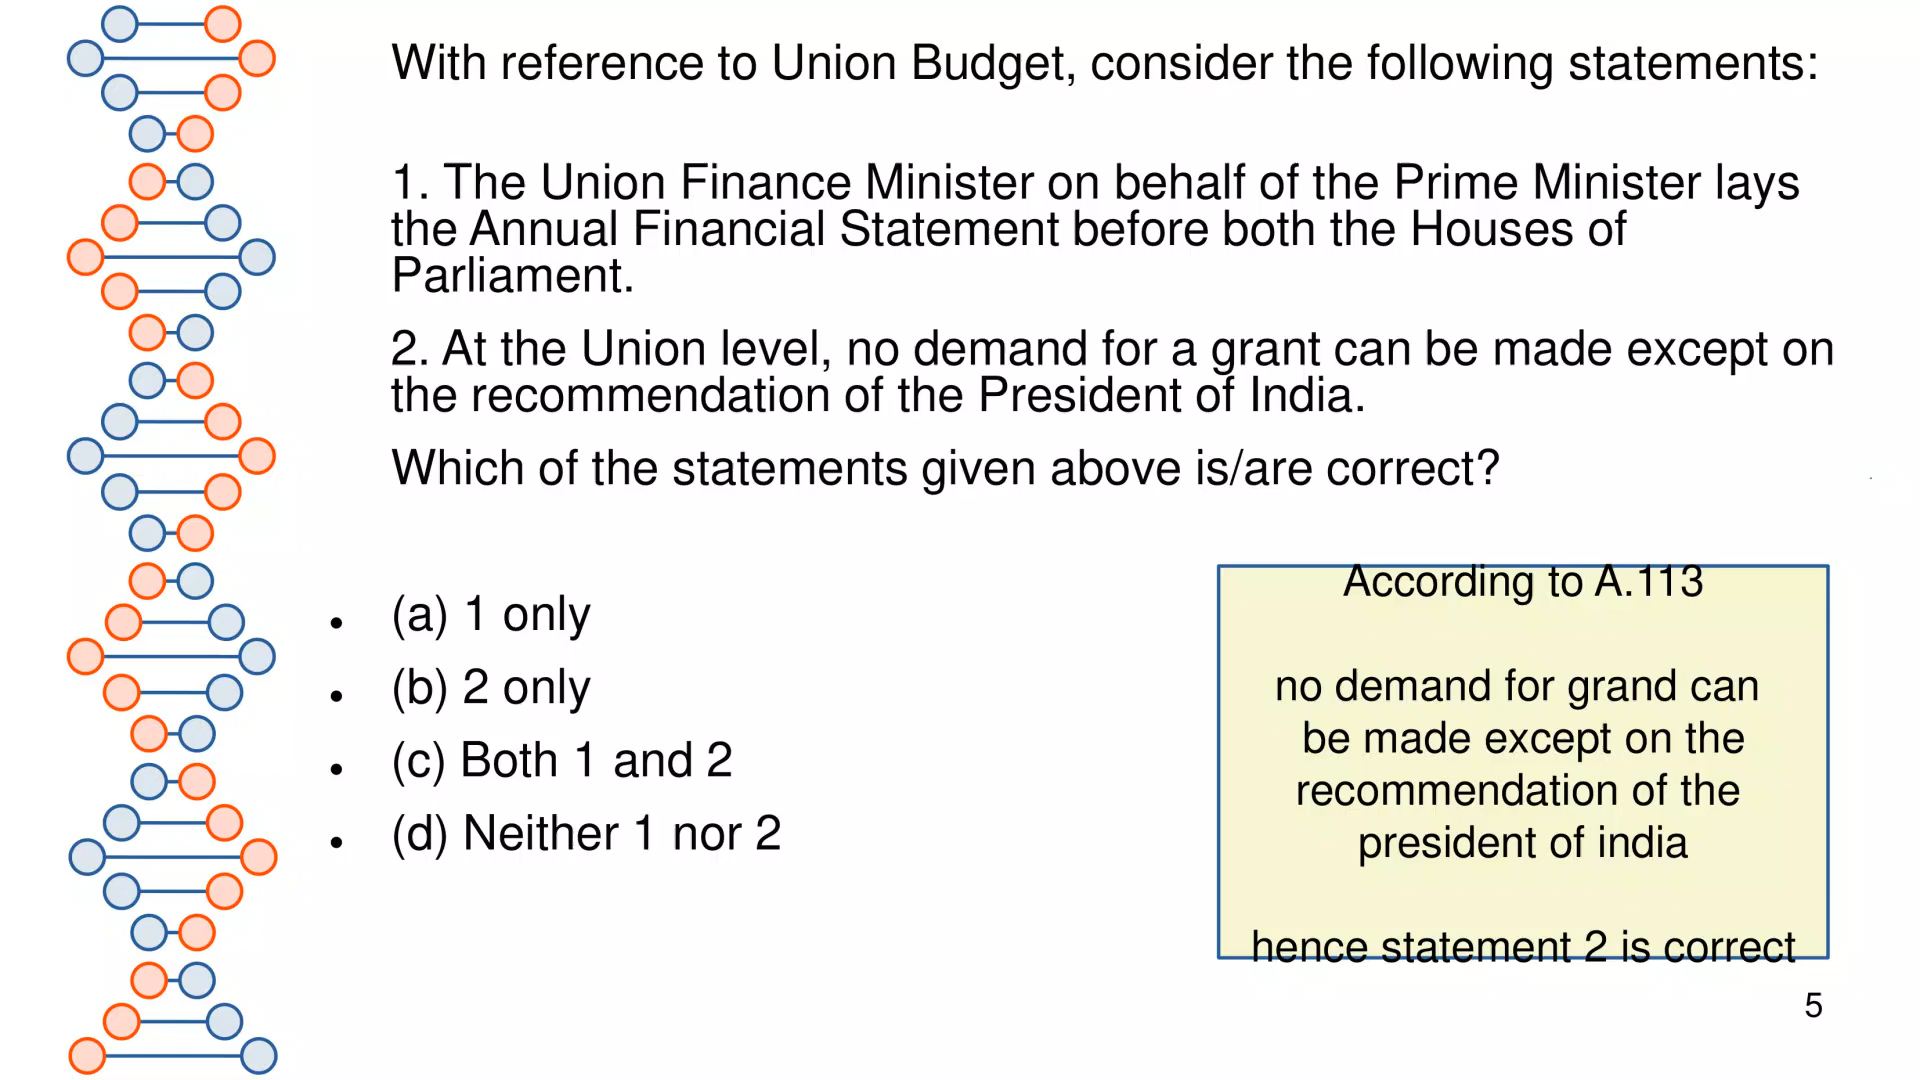 With reference to Union Budget, consider the following statements:
1. The Union Finance Minister on behalf of the Prime Minister lays
the Annual Financial Statement before both the Houses of
Parliament.
2. At the Union level, no demand for a grant can be made except on
the recommendation of the President of India.
Which of the statements given above is/are correct?
• (a) 1 only
• (b) 2 only
• (c) Both 1 and 2
• (d) Neither 1 nor 2
According to A.113
no demand for grand can
be made except on the
recommendation of the
president of india
hence statement 2 is correct
5